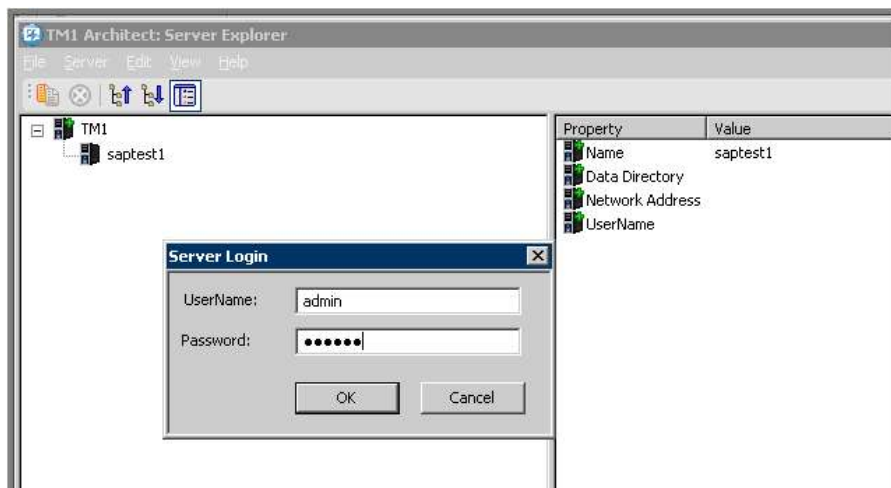 TM1 Architect: Server Explorer
File Server Edit View Help
TM1
saptest1
Property Value
Name saptest1
Data Directory
Network Address
UserName
Server Login
UserName: admin
Password: ●●●●●●
OK Cancel